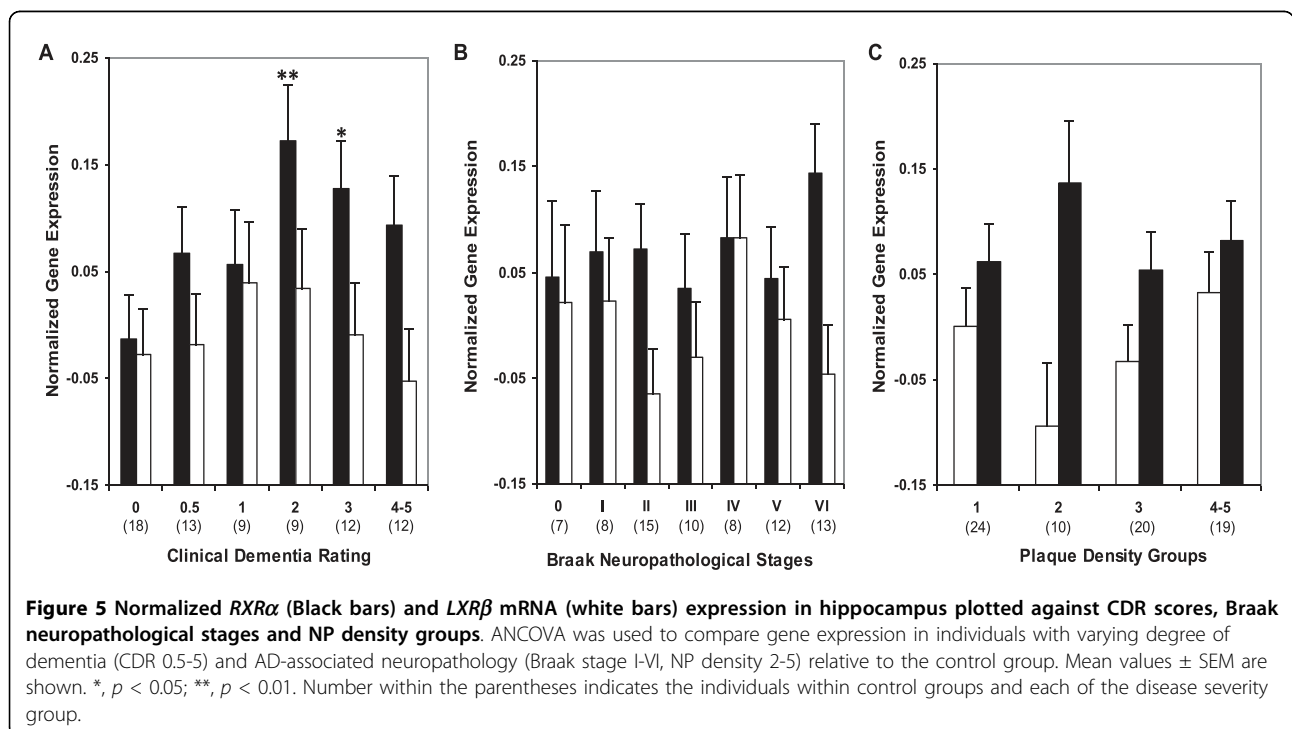 A
0.25
0.15
0.05
-0.05
-0.15
Normalized Gene Expression
** 
*
0 0.5 1 2 3 4-5
(18) (13) (9) (9) (12) (12)
Clinical Dementia Rating
B
0.25
0.15
0.05
-0.05
-0.15
Normalized Gene Expression
0 I II III IV V VI
(7) (8) (15) (10) (8) (12) (13)
Braak Neuropathological Stages
C
0.25
0.15
0.05
-0.05
-0.15
Normalized Gene Expression
1 2 3 4-5
(24) (10) (20) (19)
Plaque Density Groups
Figure 5 Normalized RXRα (Black bars) and LXRβ mRNA (white bars) expression in hippocampus plotted against CDR scores, Braak
neuropathological stages and NP density groups. ANCOVA was used to compare gene expression in individuals with varying degree of
dementia (CDR 0.5-5) and AD-associated neuropathology (Braak stage I-VI, NP density 2-5) relative to the control group. Mean values ± SEM are
shown. *, p < 0.05; **, p < 0.01. Number within the parentheses indicates the individuals within control groups and each of the disease severity
group.